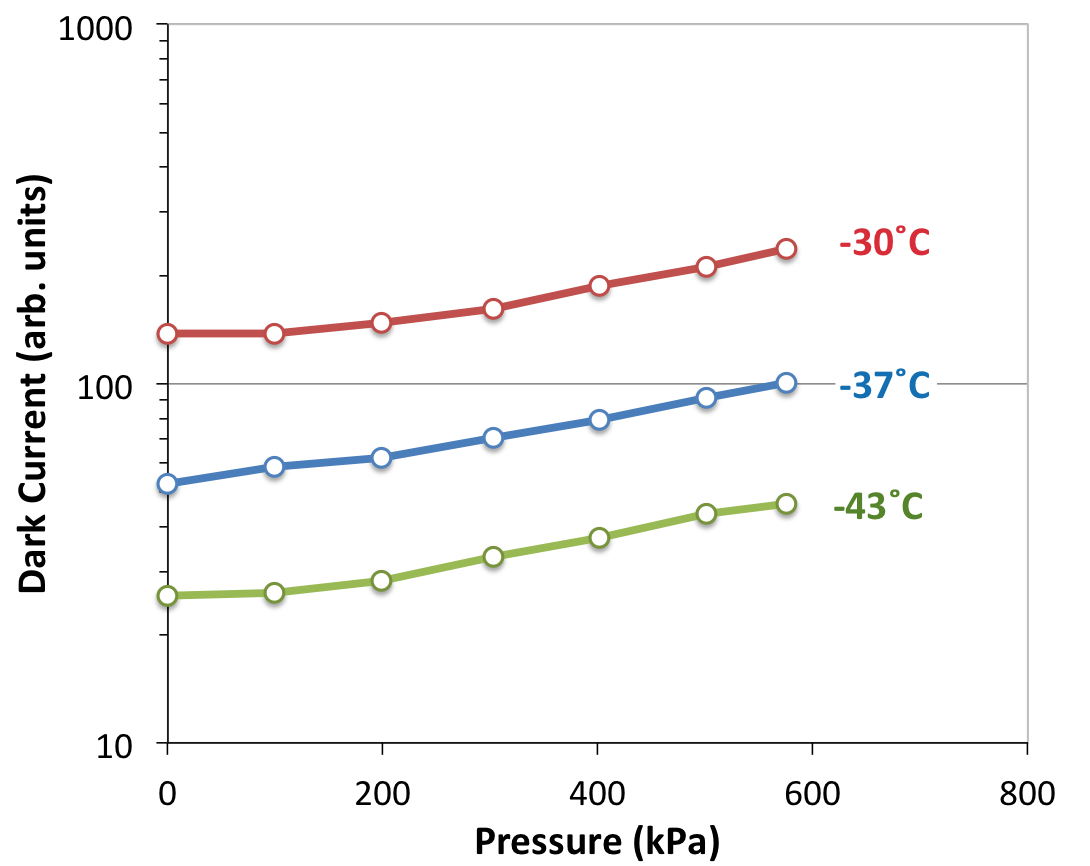 1000
100
10
Dark Current (arb. units)
-30˚C
-37˚C
-43˚C
0 200 400 600 800
Pressure (kPa)